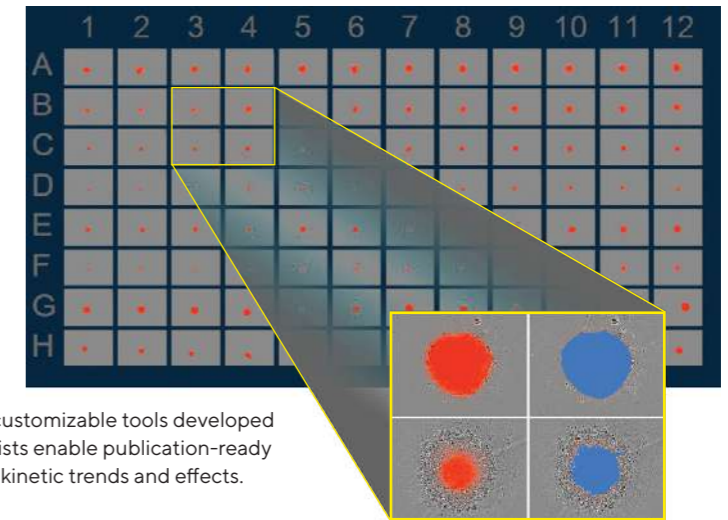 1 2 3 4 5 6 7 8 9 10 11 12
A
B
C
D
E
F
G
H
customizable tools developed
ists enable publication-ready
kinetic trends and effects.